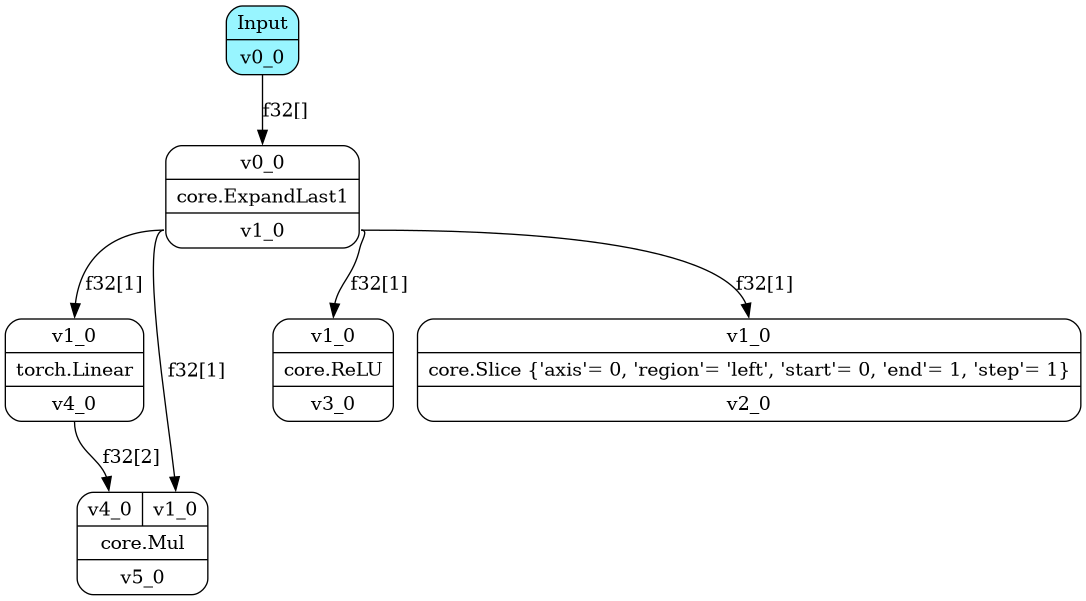 Input
v0_0
f32[]
v0_0
core.ExpandLast1
v1_0
f32[1]
f32[1]
f32[1]
f32[1]
v1_0
torch.Linear
v4_0
v1_0
core.ReLU
v3_0
v1_0
core.Slice {'axis'= 0, 'region'= 'left', 'start'= 0, 'end'= 1, 'step'= 1}
v2_0
f32[2]
v4_0 v1_0
core.Mul
v5_0